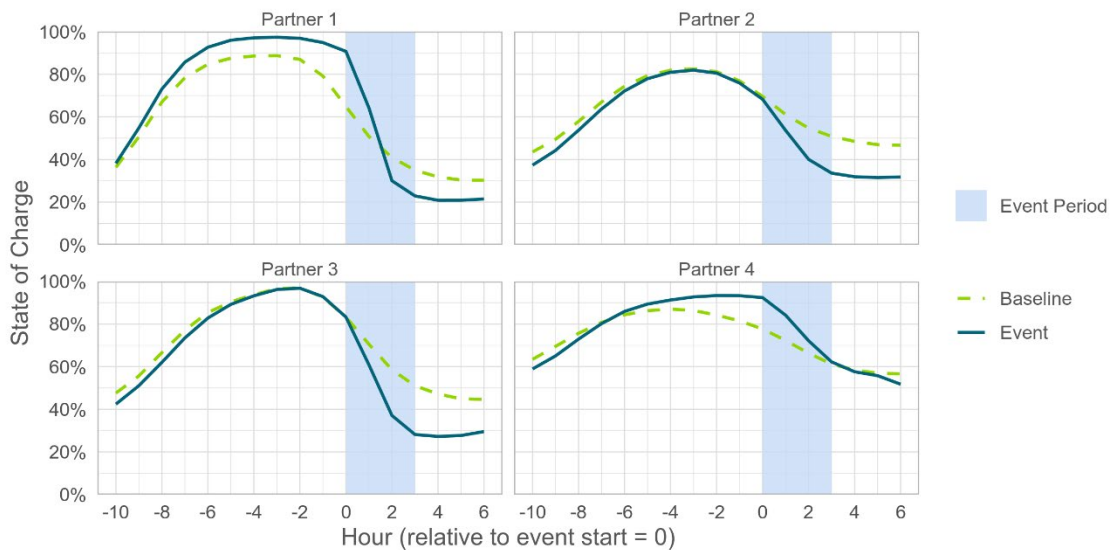 Partner 1
Partner 2
100%
80%
60%
40%
20%
0%
Partner 3
Partner 4
100%
80%
60%
40%
20%
0%
-10 -8 -6 -4 -2 0 2 4 6
-10 -8 -6 -4 -2 0 2 4 6
State of Charge
Hour (relative to event start = 0)
Event Period
Baseline
Event